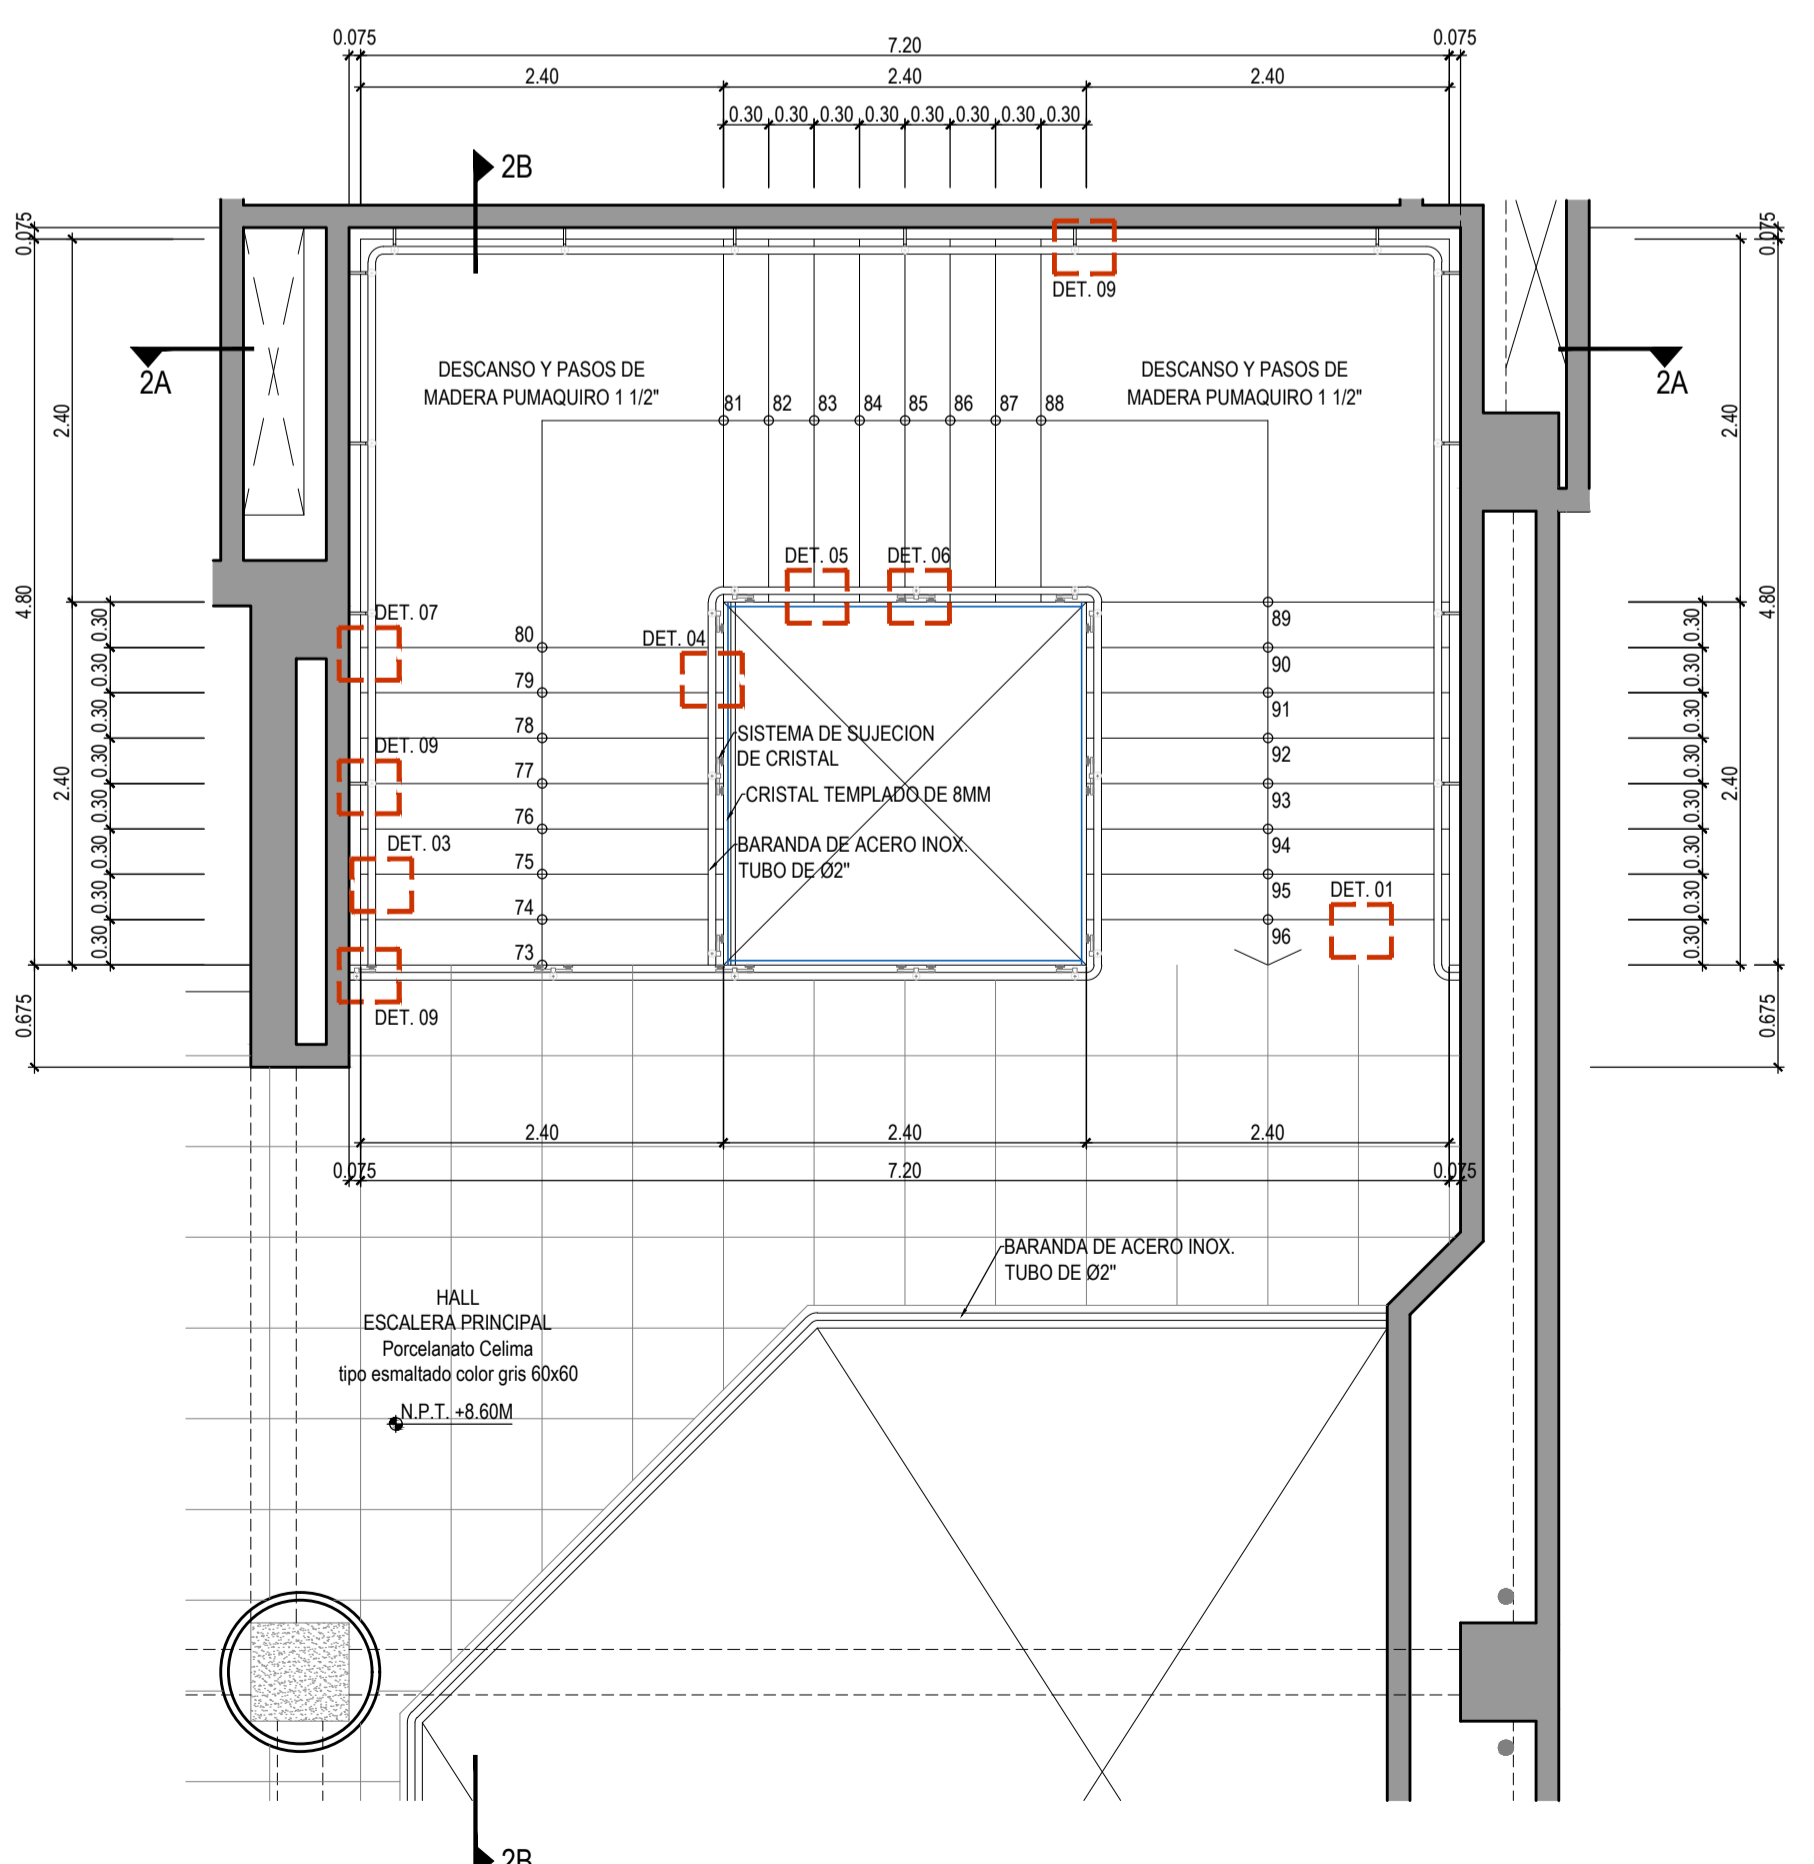 0.075 7.20 0.075
2.40 2.40 2.40
0.30 0.30 0.30 0.30 0.30 0.30 0.30 0.30
2B
0.075
0.075
DET. 09
2A
2A
DESCANSO Y PASOS DE
MADERA PUMAQUIRO 1 1/2"
DESCANSO Y PASOS DE
MADERA PUMAQUIRO 1 1/2"
81 82 83 84 85 86 87 88
2.40
2.40
4.80
4.80
DET. 05
DET. 06
DET. 07
DET. 04
80
79
78
77
76
75
74
73
89
90
91
92
93
94
95
96
DET. 09
DET. 03
DET. 09
DET. 01
SISTEMA DE SUJECION
DE CRISTAL
CRISTAL TEMPLADO DE 8MM
BARANDA DE ACERO INOX.
TUBO DE Ø2"
0.30 0.30 0.30 0.30 0.30 0.30 0.30 0.30
2.40
0.30 0.30 0.30 0.30 0.30 0.30 0.30 0.30
2.40
0.675
0.675
2.40 2.40 2.40
0.075 7.20 0.075
BARANDA DE ACERO INOX.
TUBO DE Ø2"
HALL
ESCALERA PRINCIPAL
Porcelanato Celima
tipo esmaltado color gris 60x60
N.P.T. +8.60M
2B